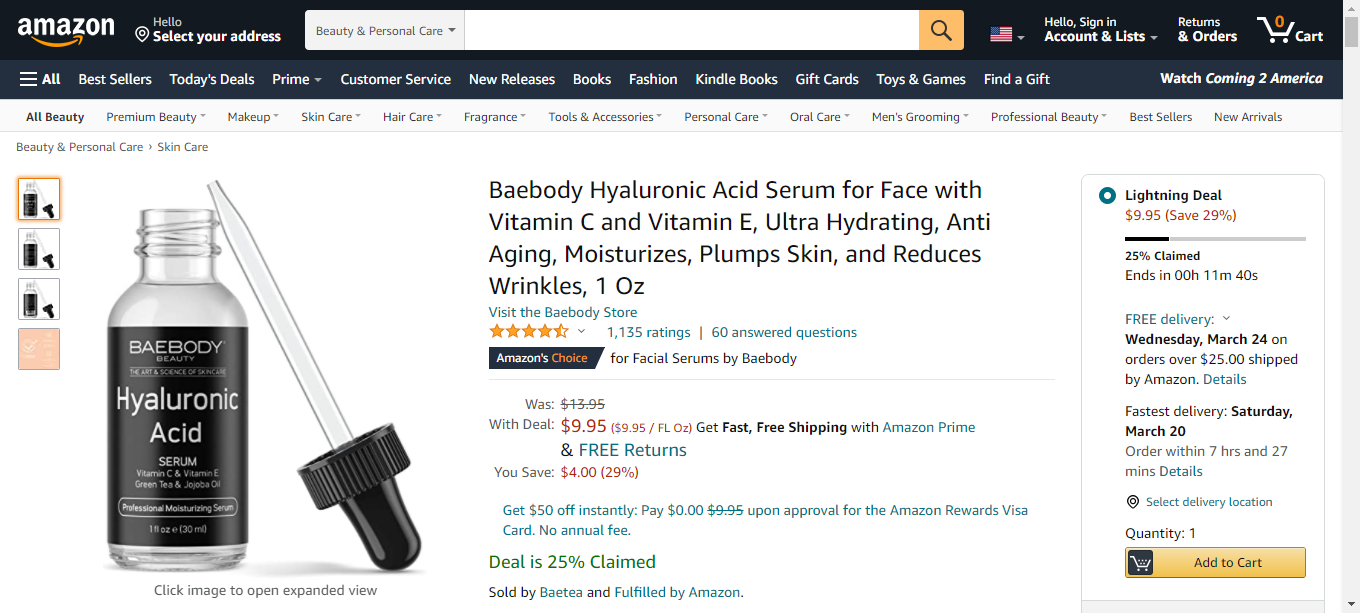 amazon
Hello
Select your address
Beauty & Personal Care
Hello, Sign in
Account & Lists
Returns
& Orders
0
Cart
All
Best Sellers
Today's Deals
Prime
Customer Service
New Releases
Books
Fashion
Kindle Books
Gift Cards
Toys & Games
Find a Gift
Watch Coming 2 America
All Beauty
Premium Beauty
Makeup
Skin Care
Hair Care
Fragrance
Tools & Accessories
Personal Care
Oral Care
Men's Grooming
Professional Beauty
Best Sellers
New Arrivals
Beauty & Personal Care › Skin Care
BAEBODY
BEAUTY
THE ART & SCIENCE OF SKINCARE
Hyaluronic
Acid
SERUM
Vitamin C & Vitamin E
Green Tea & Jojoba Oil
Professional Moisturizing Serum
1 fl oz e (30 ml)
Click image to open expanded view
Baebody Hyaluronic Acid Serum for Face with
Vitamin C and Vitamin E, Ultra Hydrating, Anti
Aging, Moisturizes, Plumps Skin, and Reduces
Wrinkles, 1 Oz
Visit the Baebody Store
1,135 ratings | 60 answered questions
Amazon's Choice for Facial Serums by Baebody
Was: $13.95
With Deal: $9.95 ($9.95 / FL Oz) Get Fast, Free Shipping with Amazon Prime
& FREE Returns
You Save: $4.00 (29%)
Get $50 off instantly: Pay $0.00 $9.95 upon approval for the Amazon Rewards Visa
Card. No annual fee.
Deal is 25% Claimed
Sold by Baetea and Fulfilled by Amazon.
Lightning Deal
$9.95 (Save 29%)
25% Claimed
Ends in 00h 11m 40s
FREE delivery:
Wednesday, March 24 on
orders over $25.00 shipped
by Amazon. Details
Fastest delivery: Saturday,
March 20
Order within 7 hrs and 27
mins Details
Select delivery location
Quantity: 1
Add to Cart